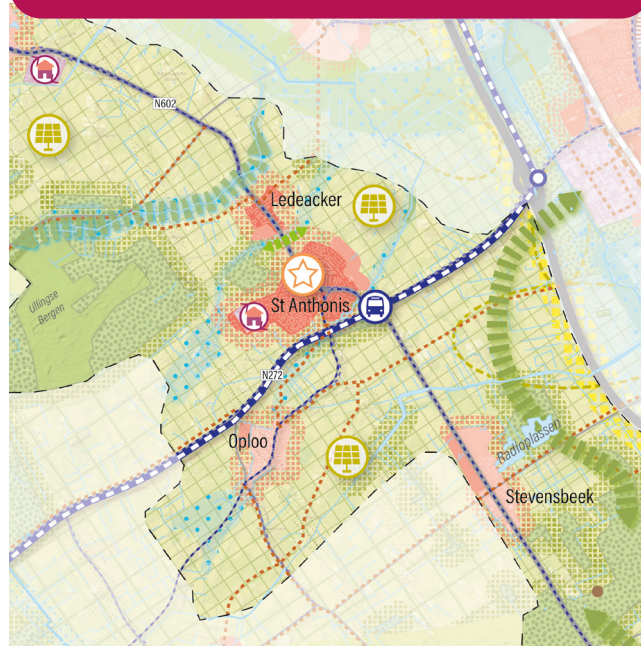 N602
Ledeacker
St Anthonis
Ullingse
Bergen
N272
Oploo
Radioplassen
Stevensbeek